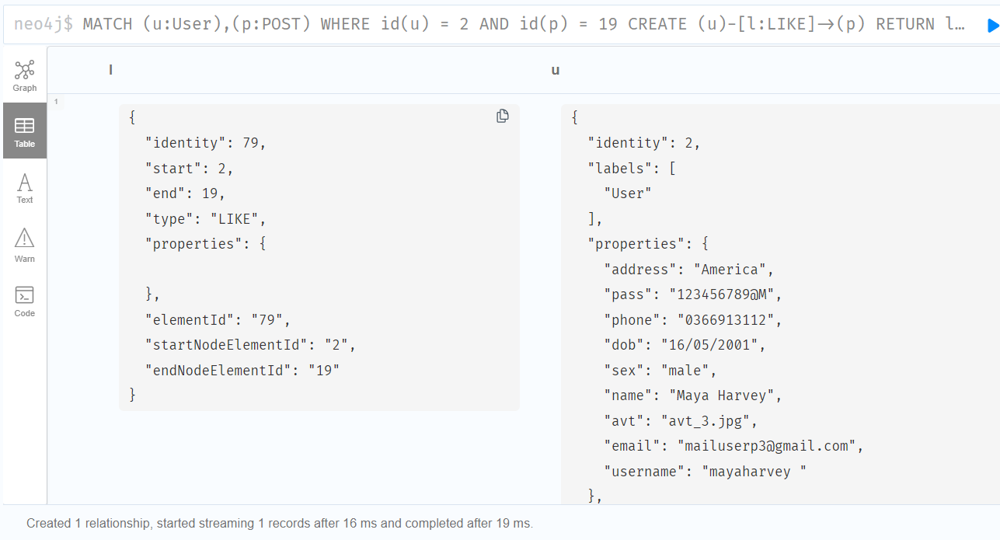 neo4j$ MATCH (u:User),(p:POST) WHERE id(u) = 2 AND id(p) = 19 CREATE (u)-[l:LIKE]→(p) RETURN l…
Graph
Table
Text
Warn
Code
l
u
1
{
"identity": 79,
"start": 2,
"end": 19,
"type": "LIKE",
"properties": {
},
"elementId": "79",
"startNodeElementId": "2",
"endNodeElementId": "19"
}
{
"identity": 2,
"labels": [
"User"
],
"properties": {
"address": "America",
"pass": "123456789@M",
"phone": "0366913112",
"dob": "16/05/2001",
"sex": "male",
"name": "Maya Harvey",
"avt": "avt_3.jpg",
"email": "mailuserp3@gmail.com",
"username": "mayaharvey "
},
Created 1 relationship, started streaming 1 records after 16 ms and completed after 19 ms.